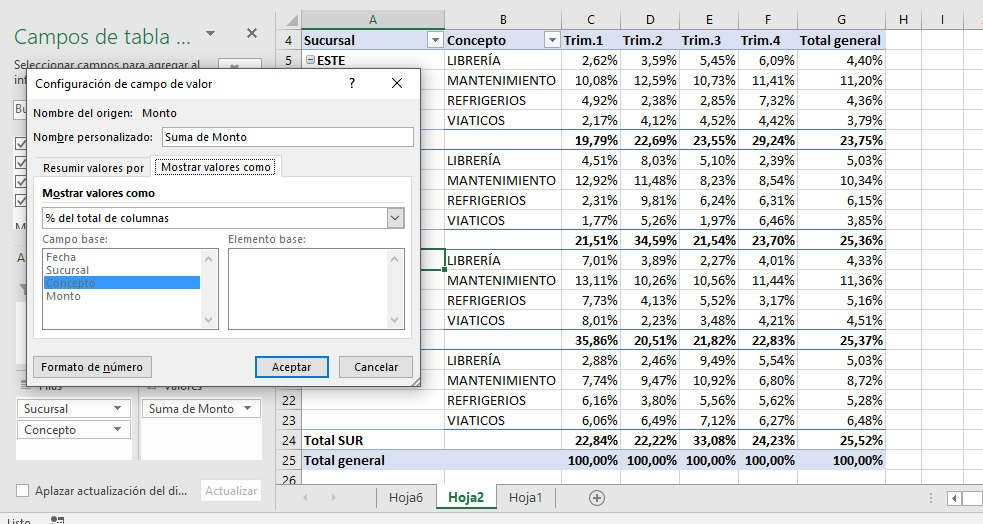 Campos de tabla ...
Seleccionar campos para agregar al
Configuración de campo de valor ?
Nombre del origen: Monto
Nombre personalizado: Suma de Monto
Resumir valores por Mostrar valores como
Mostrar valores como
% del total de columnas
Campo base: Elemento base:
Fecha
Sucursal
Concepto
Monto
Formato de número Aceptar Cancelar
Sucursal Suma de Monto
Concepto
Aplazar actualización del di... Actualizar
A B C D E F G H I
4 Sucursal Concepto Trim.1 Trim.2 Trim.3 Trim.4 Total general
5 ESTE LIBRERÍA 2,62% 3,59% 5,45% 6,09% 4,40%
MANTENIMIENTO 10,08% 12,59% 10,73% 11,41% 11,20%
REFRIGERIOS 4,92% 2,38% 2,85% 7,32% 4,36%
VIATICOS 2,17% 4,12% 4,52% 4,42% 3,79%
19,79% 22,69% 23,55% 29,24% 23,75%
LIBRERÍA 4,51% 8,03% 5,10% 2,39% 5,03%
MANTENIMIENTO 12,92% 11,48% 8,23% 8,54% 10,34%
REFRIGERIOS 2,31% 9,81% 6,24% 6,31% 6,15%
VIATICOS 1,77% 5,26% 1,97% 6,46% 3,85%
21,51% 34,59% 21,54% 23,70% 25,36%
LIBRERÍA 7,01% 3,89% 2,27% 4,01% 4,33%
MANTENIMIENTO 13,11% 10,26% 10,56% 11,44% 11,36%
REFRIGERIOS 7,73% 4,13% 5,52% 3,17% 5,16%
VIATICOS 8,01% 2,23% 3,48% 4,21% 4,51%
35,86% 20,51% 21,82% 22,83% 25,37%
LIBRERÍA 2,88% 2,46% 9,49% 5,54% 5,03%
MANTENIMIENTO 7,74% 9,47% 10,92% 6,80% 8,72%
22 REFRIGERIOS 6,16% 3,80% 5,56% 5,62% 5,28%
23 VIATICOS 6,06% 6,49% 7,12% 6,27% 6,48%
24 Total SUR 22,84% 22,22% 33,08% 24,23% 25,52%
25 Total general 100,00% 100,00% 100,00% 100,00% 100,00%
26
Hoja6 Hoja2 Hoja1
Listo